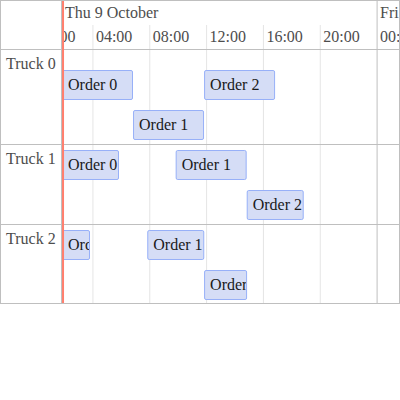 Thu 9 October Fri
00 04:00 08:00 12:00 16:00 20:00 00:
Truck 0
Order 0 Order 2
Order 1
Truck 1
Order 0 Order 1
Order 2
Truck 2
Ord Order 1
Order